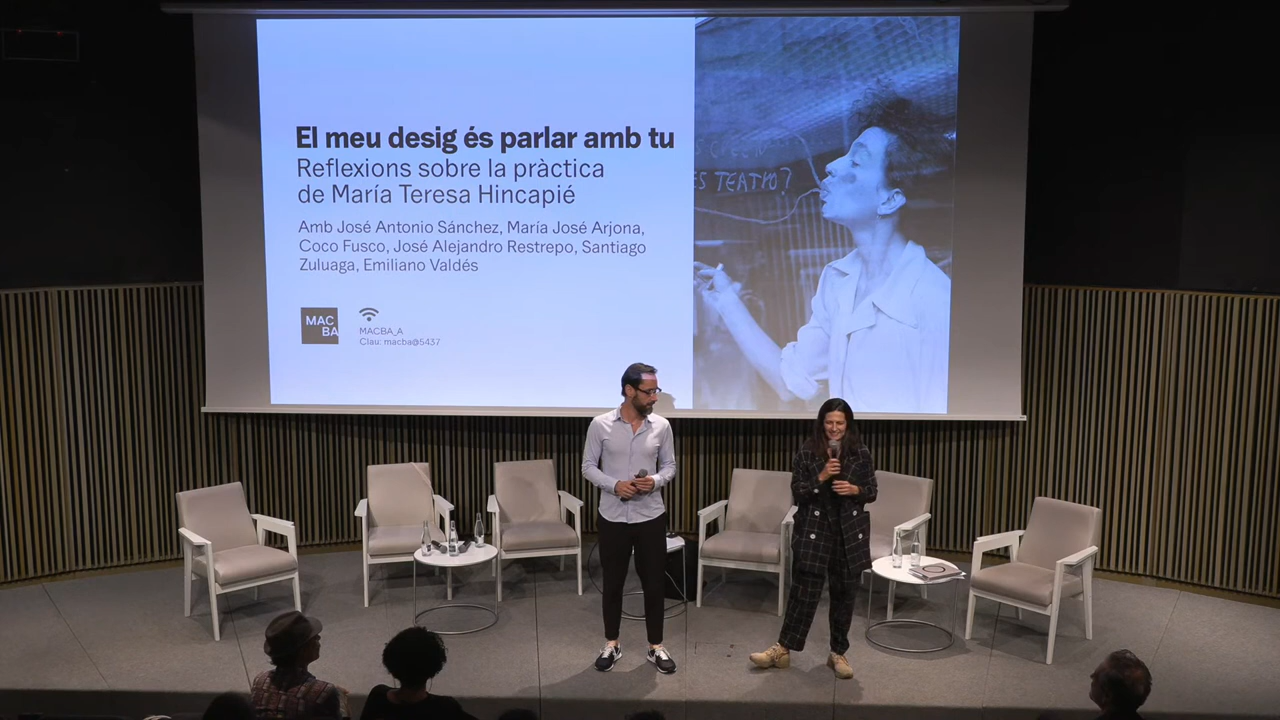 El meu desig és parlar amb tu
Reflexions sobre la pràctica
de María Teresa Hincapié
Amb José Antonio Sánchez, María José Arjona,
Coco Fusco, José Alejandro Restrepo, Santiago
Zuluaga, Emiliano Valdés
MAC
BA
MACBA_A
Clau: macba@5437
ES TEATRO?